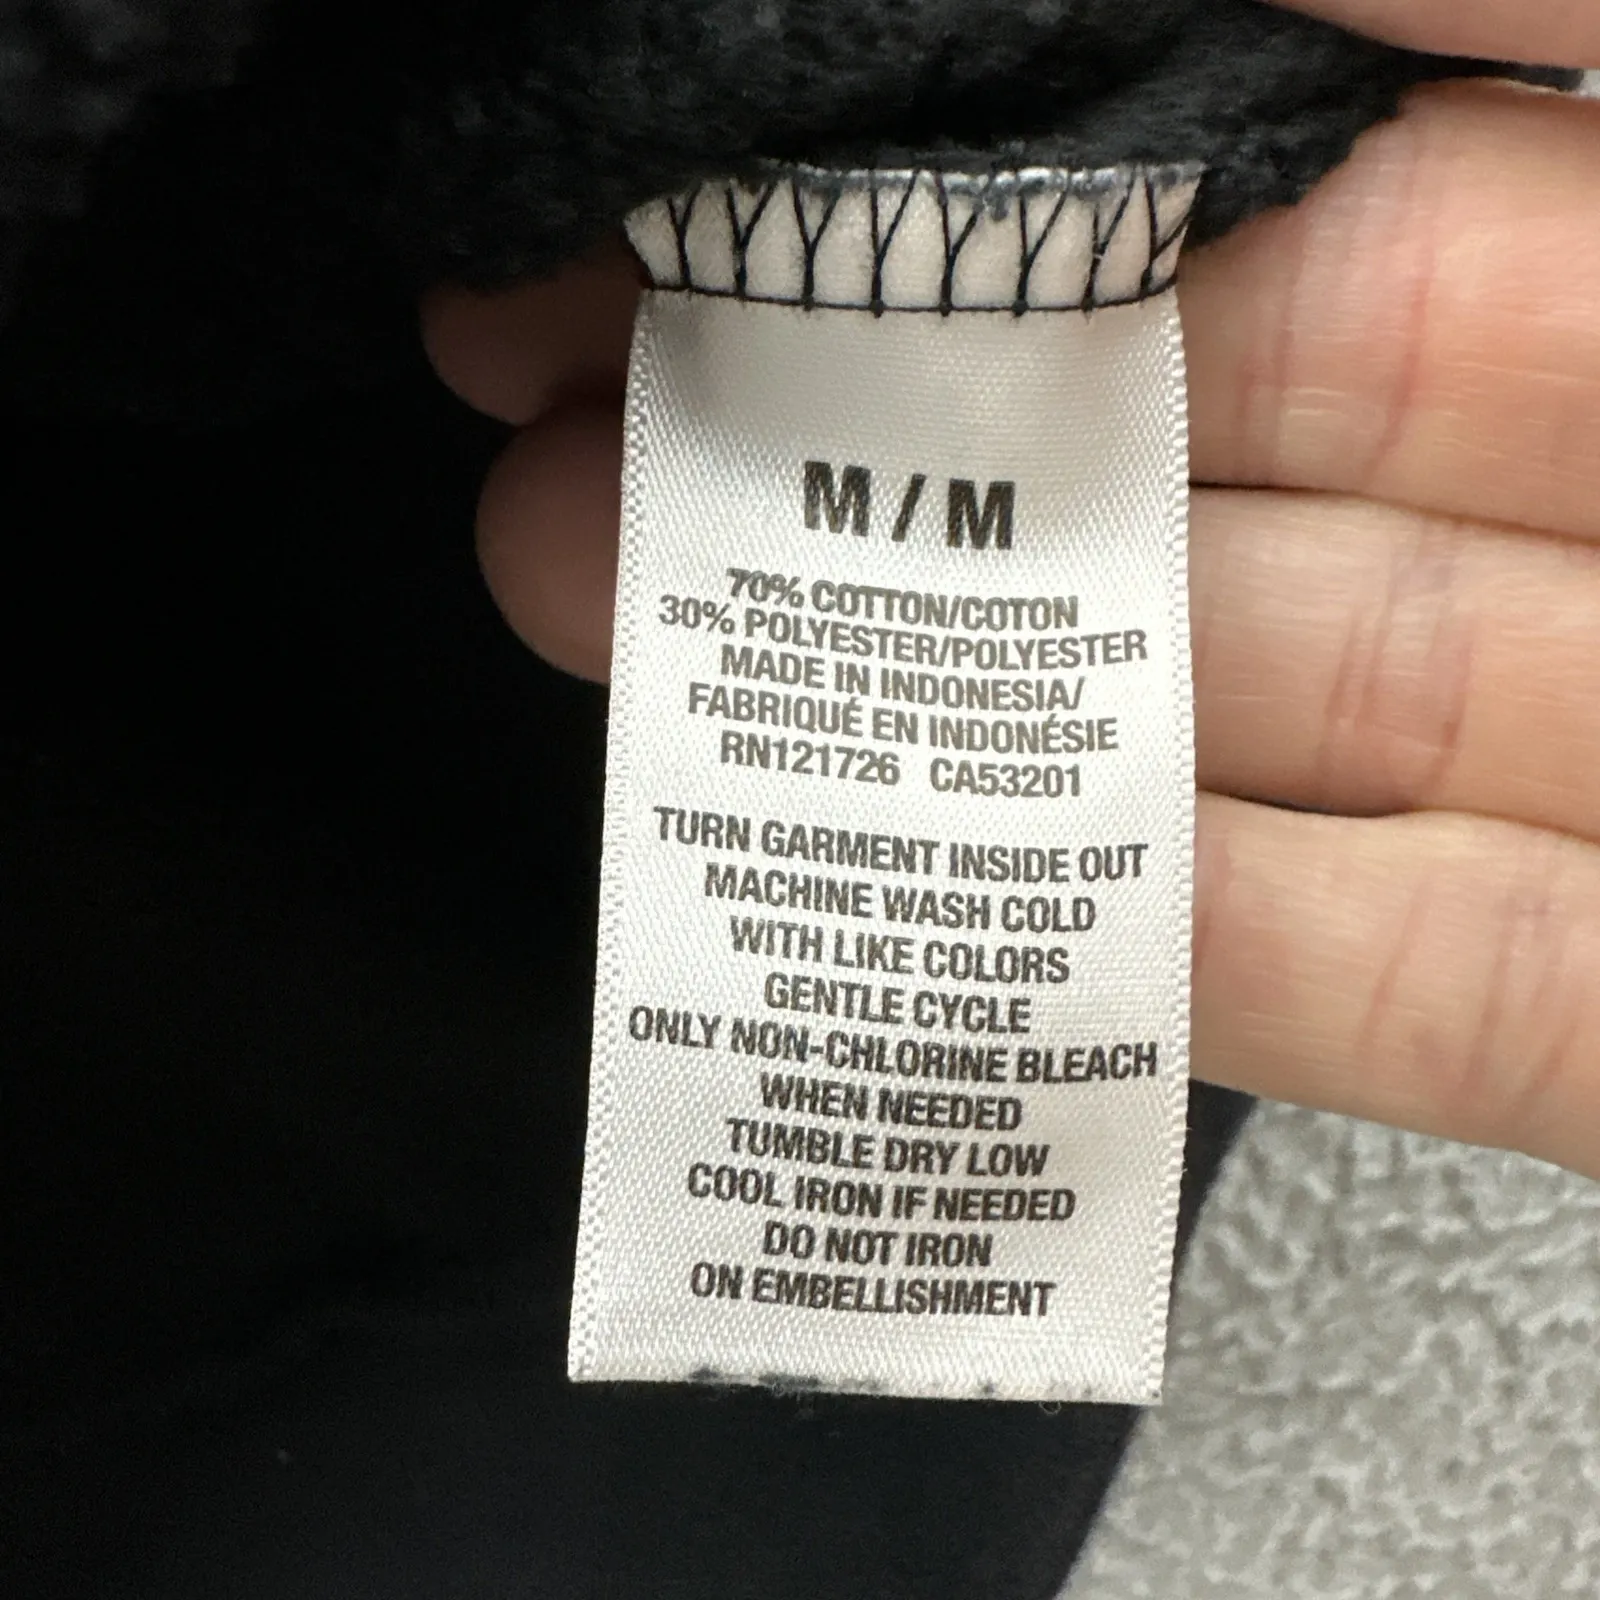 M / M
70% COTTON/COTON
30% POLYESTER/POLYESTER
MADE IN INDONESIA/
FABRIQUÉ EN INDONÉSIE
RN121726 CA53201
TURN GARMENT INSIDE OUT
MACHINE WASH COLD
WITH LIKE COLORS
GENTLE CYCLE
ONLY NON-CHLORINE BLEACH
WHEN NEEDED
TUMBLE DRY LOW
COOL IRON IF NEEDED
DO NOT IRON
ON EMBELLISHMENT